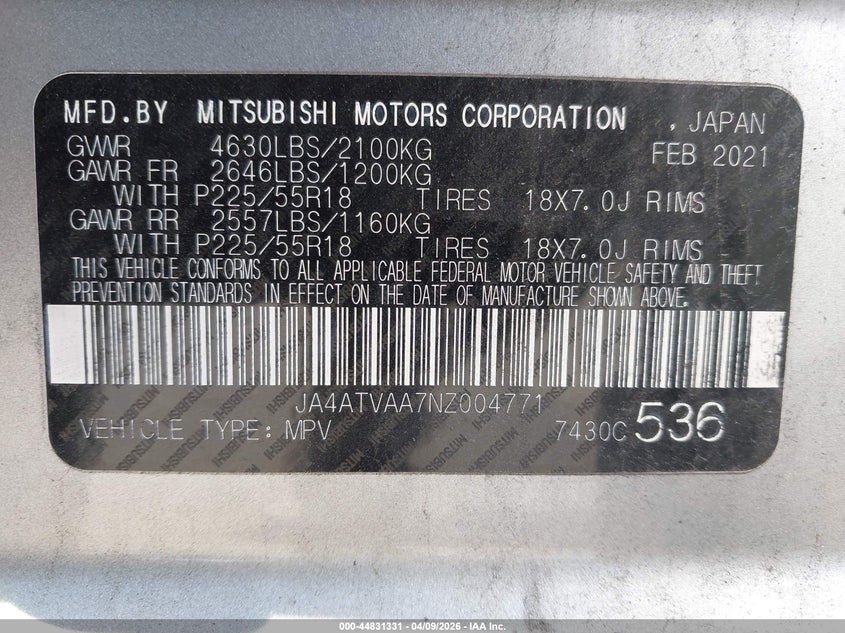 MFD.BY MITSUBISHI MOTORS CORPORATION , JAPAN
GWWR 4630LBS/2100KG FEB 2021
GAWR FR 2646LBS/1200KG
WITH P225/55R18 TIRES 18X7.0J RIMS
GAWR RR 2557LBS/1160KG
WITH P225/55R18 TIRES 18X7.0J RIMS
THIS VEHICLE CONFORMS TO ALL APPLICABLE FEDERAL MOTOR VEHICLE SAFETY AND THEFT
PREVENTION STANDARDS IN EFFECT ON THE DATE OF MANUFACTURE SHOWN ABOVE.
JA4ATVAA7NZ004771
VEHICLE TYPE: MPV 7430C 536
000-44831331 - 04/09/2026 - IAA Inc.